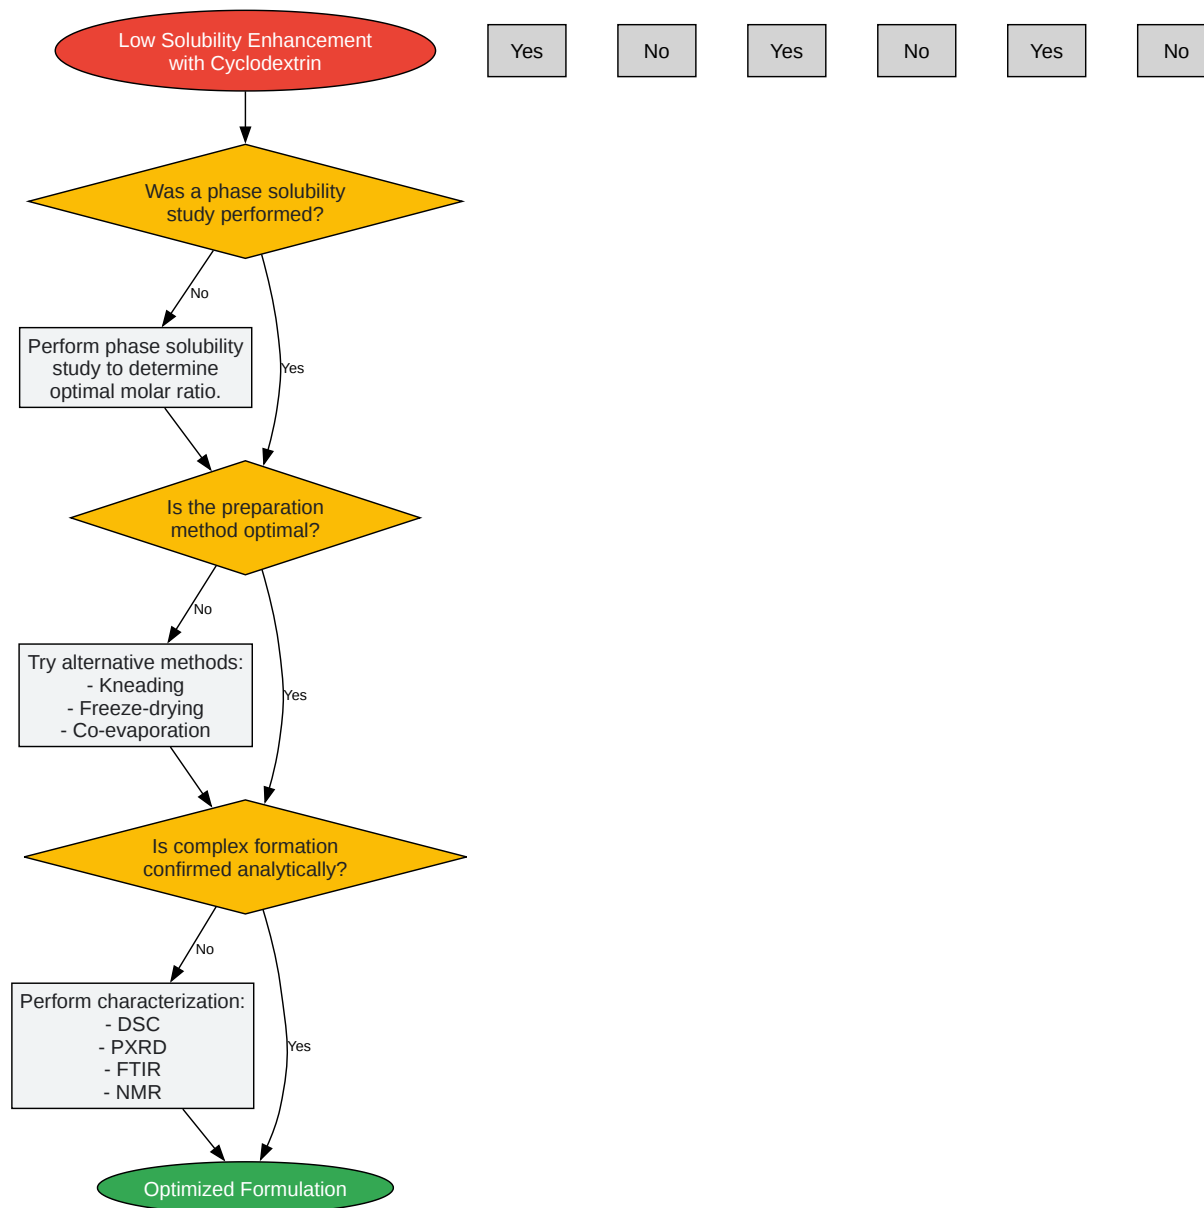 Low Solubility Enhancement
with Cyclodextrin
Yes
No
Yes
No
Yes
No
Was a phase solubility
study performed?
No
Perform phase solubility
study to determine
optimal molar ratio.
Yes
Is the preparation
method optimal?
No
Try alternative methods:
- Kneading
- Freeze-drying
- Co-evaporation
Yes
Is complex formation
confirmed analytically?
No
Perform characterization:
- DSC
- PXRD
- FTIR
- NMR
Yes
Optimized Formulation